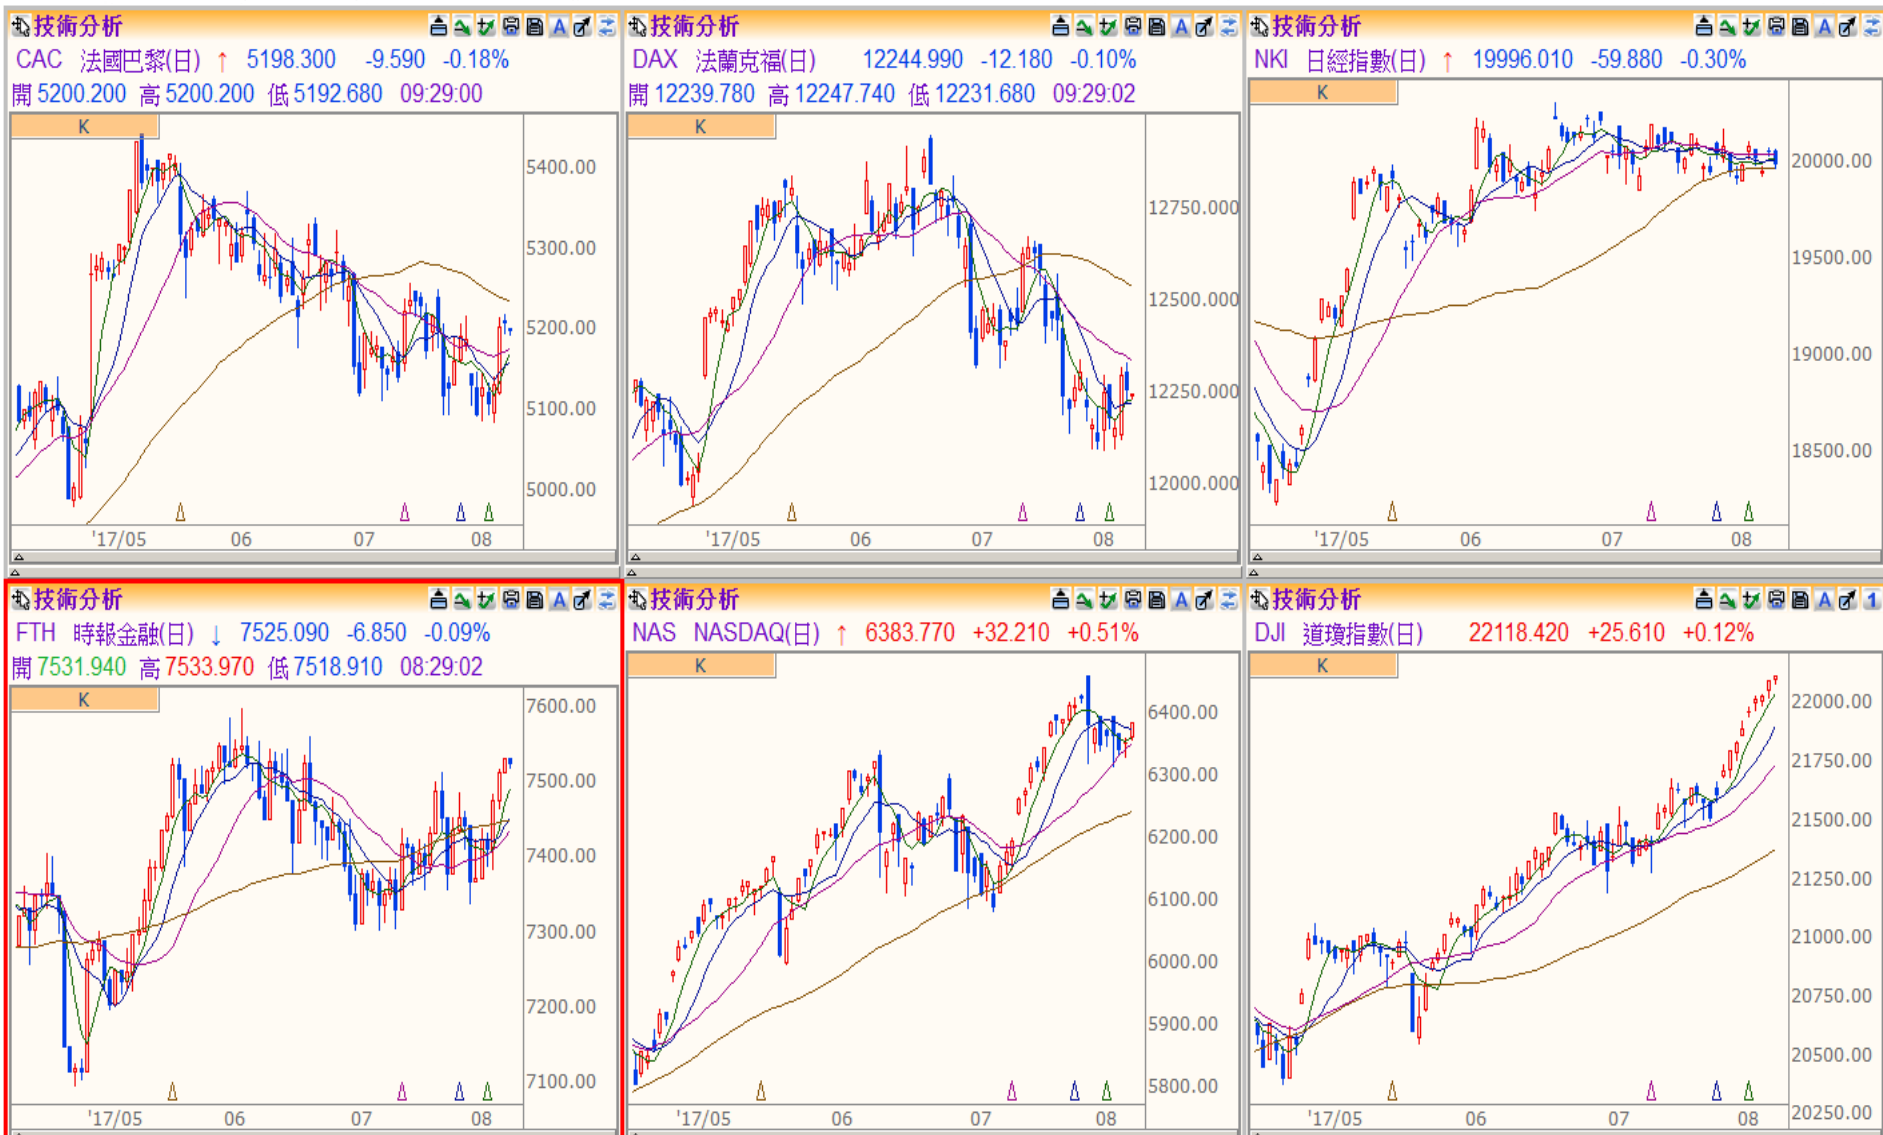 技術分析
CAC 法國巴黎(日) ↑ 5198.300 -9.590 -0.18%
開 5200.200 高 5200.200 低 5192.680 09:29:00
K
5400.00
5300.00
5200.00
5100.00
5000.00
'17/05 06 07 08
技術分析
DAX 法蘭克福(日) 12244.990 -12.180 -0.10%
開 12239.780 高 12247.740 低 12231.680 09:29:02
K
12750.000
12500.000
12250.000
12000.000
'17/05 06 07 08
技術分析
NKI 日經指數(日) ↑ 19996.010 -59.880 -0.30%
K
20000.00
19500.00
19000.00
18500.00
'17/05 06 07 08
技術分析
FTH 時報金融(日) ↓ 7525.090 -6.850 -0.09%
開 7531.940 高 7533.970 低 7518.910 08:29:02
K
7600.00
7500.00
7400.00
7300.00
7200.00
7100.00
'17/05 06 07 08
技術分析
NAS NASDAQ(日) ↑ 6383.770 +32.210 +0.51%
K
6400.00
6300.00
6200.00
6100.00
6000.00
5900.00
5800.00
'17/05 06 07 08
技術分析
DJI 道瓊指數(日) 22118.420 +25.610 +0.12%
K
22000.00
21750.00
21500.00
21250.00
21000.00
20750.00
20500.00
20250.00
'17/05 06 07 08